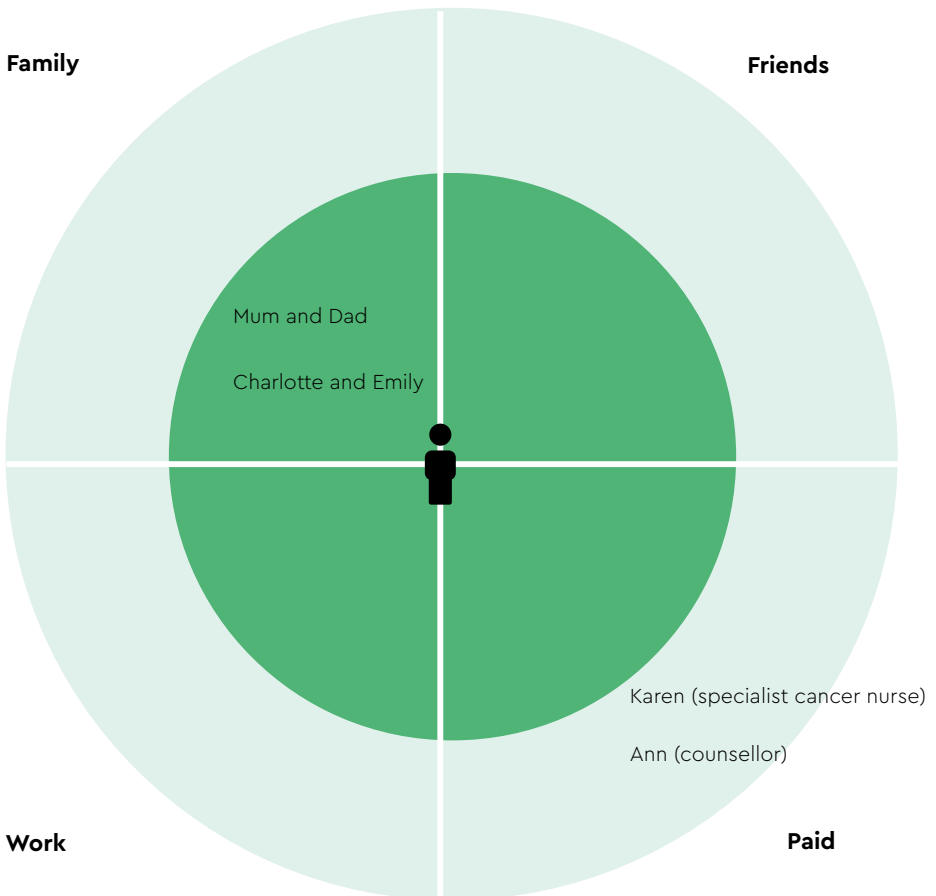 Family
Friends
Mum and Dad
Charlotte and Emily
Karen (specialist cancer nurse)
Ann (counsellor)
Work
Paid